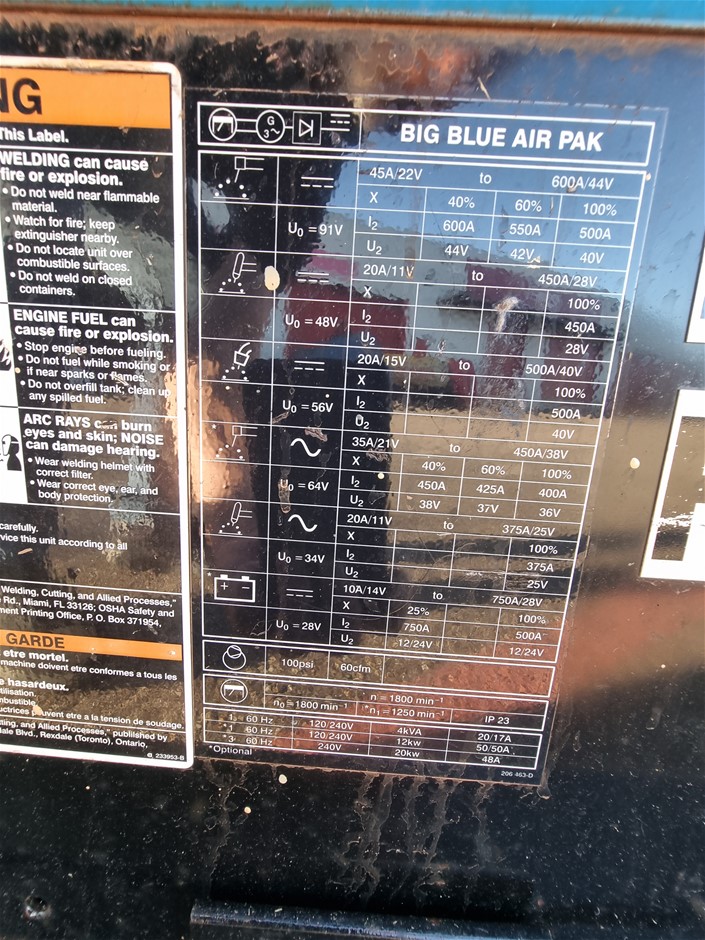 NG
This Label.
WELDING can cause
fire or explosion.
• Do not weld near flammable
material.
• Watch for fire; keep
extinguisher nearby.
• Do not locate unit over
combustible surfaces.
• Do not weld on closed
containers.
ENGINE FUEL can
cause fire or explosion.
• Stop engine before fueling.
• Do not fuel while smoking or
if near sparks or flames.
• Do not overfill tank; clean up
any spilled fuel.
ARC RAYS can burn
eyes and skin; NOISE
can damage hearing.
• Wear welding helmet with
correct filter.
• Wear correct eye, ear, and
body protection.
carefully.
vice this unit according to all
Welding, Cutting, and Allied Processes,"
Rd., Miami, FL 33126; OSHA Safety and
ment Printing Office, P. O. Box 371954,
GARDE
etre mortel.
machine doivent etre conformes a tous les
e hasardeux.
tilisation.
mbustible.
uctrices peuvent etre a la tension de soudage.
tting, and Allied Processes," published by
dale Blvd., Rexdale (Toronto), Ontario,
233953-B
G
3~
BIG BLUE AIR PAK
45A/22V to 600A/44V
X 40% 60% 100%
U0 =91V I2 600A 550A 500A
U2 44V 42V 40V
20A/11V to 450A/28V
X 100%
U0 =48V I2 450A
U2 28V
20A/15V to 500A/40V
X 100%
U0 =56V I2 500A
U2 40V
* 35A/21V to 450A/38V
X 40% 60% 100%
U0 =64V I2 450A 425A 400A
U2 38V 37V 36V
20A/11V to 375A/25V
X 100%
U0 =34V I2 375A
U2 25V
* 10A/14V to 750A/28V
X 25% 100%
U0 =28V I2 750A 500A
U2 12/24V 12/24V
100psi 60cfm
n = 1800 min⁻¹
n0 =1800 min⁻¹ *n1 =1250 min⁻¹ IP 23
1~ 60 Hz 120/240V 4kVA 20/17A
*1~ 60 Hz 120/240V 12kw 50/50A
*3~ 60 Hz 240V 20kw 48A
*Optional
206 463-D